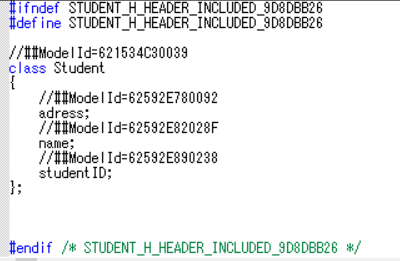 #ifndef STUDENT_H_HEADER_INCLUDED_9D8DBB26
#define STUDENT_H_HEADER_INCLUDED_9D8DBB26
//##ModelId=621534C30039
class Student
{
//##ModelId=62592E780092
adress;
//##ModelId=62592E82028F
name;
//##ModelId=62592E890238
studentID;
};
#endif /* STUDENT_H_HEADER_INCLUDED_9D8DBB26 */